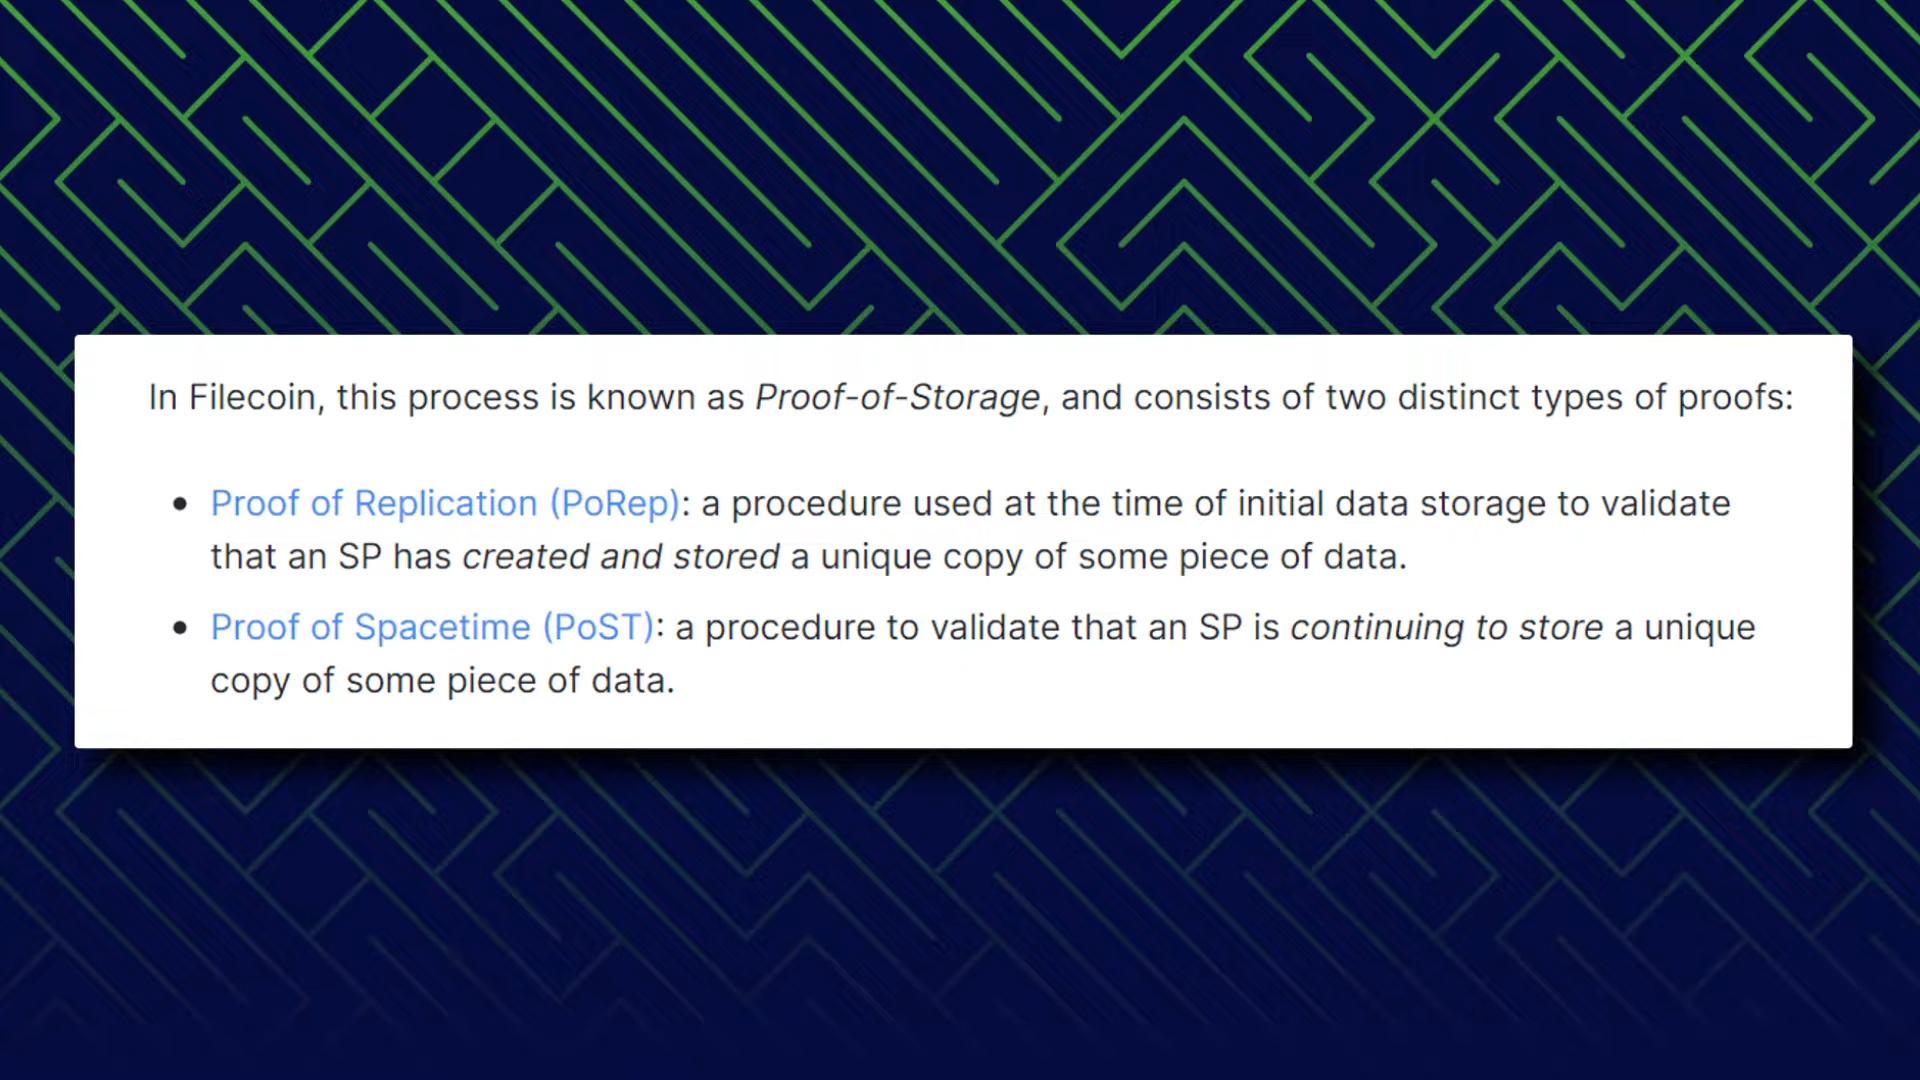 In Filecoin, this process is known as Proof-of-Storage, and consists of two distinct types of proofs:
• Proof of Replication (PoRep): a procedure used at the time of initial data storage to validate
that an SP has created and stored a unique copy of some piece of data.
• Proof of Spacetime (PoST): a procedure to validate that an SP is continuing to store a unique
copy of some piece of data.